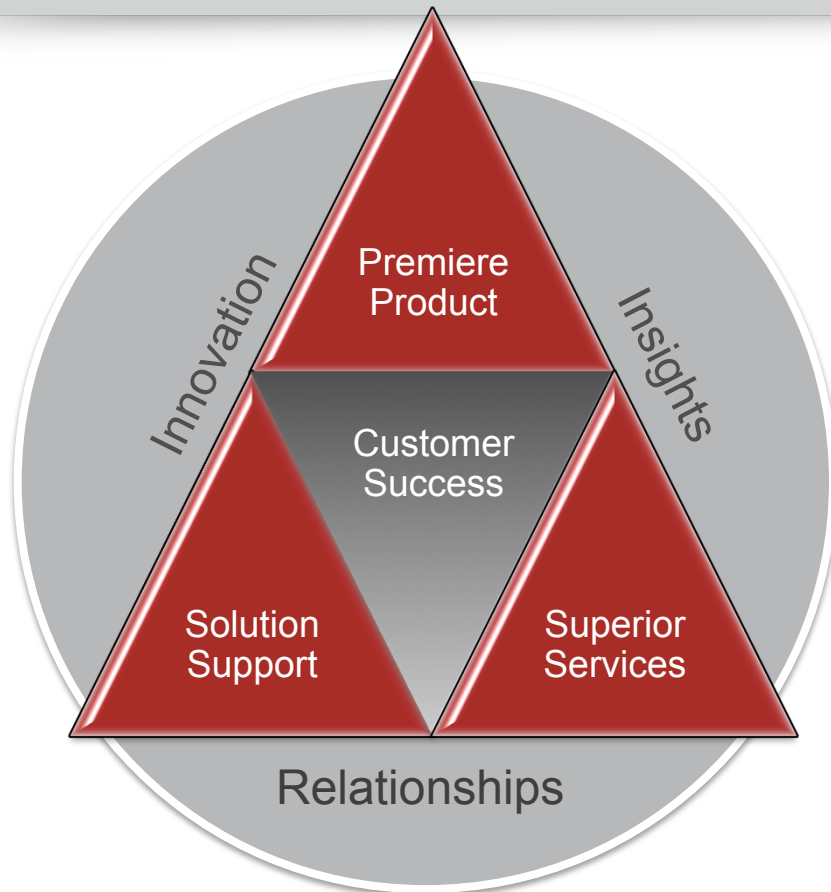 Premiere
Product
Innovation
Insights
Customer
Success
Solution
Support
Superior
Services
Relationships